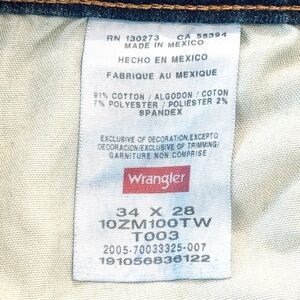 RN 130273 CA 55394
MADE IN MEXICO
HECHO EN MEXICO
FABRIQUE AU MEXIQUE
91% COTTON / ALGODON / COTON
7% POLYESTER / POLIESTER 2%
SPANDEX
EXCLUSIVE OF DECORATION,EXCEPTO
DECORACION/EXCLUSIVE OF TRIMMING/
GARNITURE NON COMPRISE
Wrangler
34 X 28
10ZM100TW
T003
2005-70033325-007
191056836122